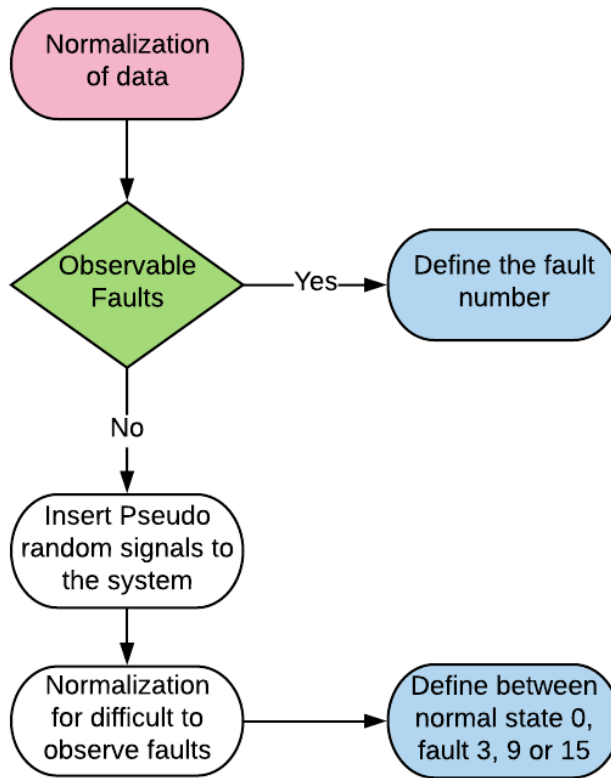 Normalization
of data
Observable
Faults
Yes
Define the fault
number
No
Insert Pseudo
random signals to
the system
Normalization
for difficult to
observe faults
Define between
normal state 0,
fault 3, 9 or 15